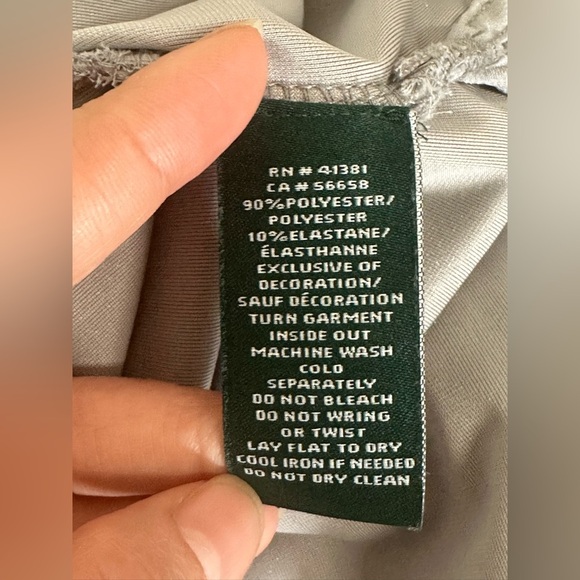 RN # 41381
CA # 56658
90%POLYESTER/
POLYESTER
10%ELASTANE/
ÉLASTHANNE
EXCLUSIVE OF
DECORATION/
SAUF DÉCORATION
TURN GARMENT
INSIDE OUT
MACHINE WASH
COLD
SEPARATELY
DO NOT BLEACH
DO NOT WRING
OR TWIST
LAY FLAT TO DRY
COOL IRON IF NEEDED
DO NOT DRY CLEAN